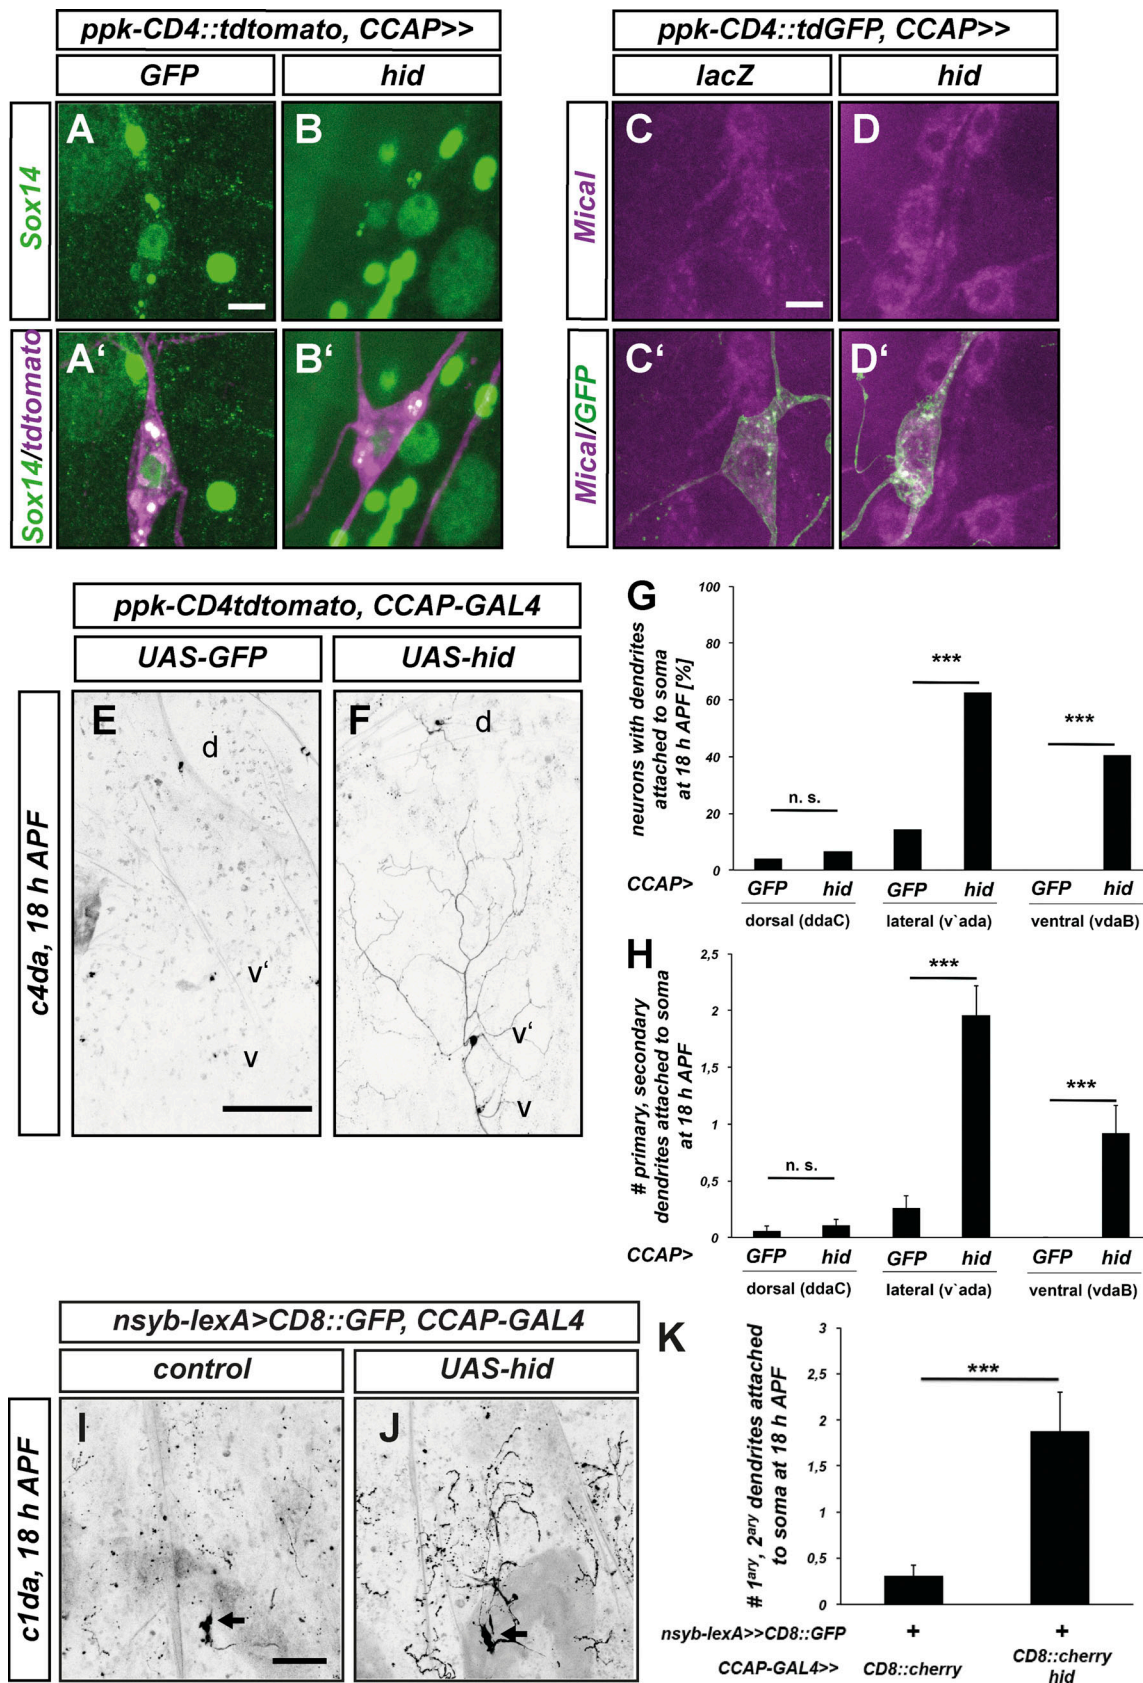 ppk-CD4::tdtomato, CCAP>>
GFP
hid
ppk-CD4::tdGFP, CCAP>>
lacZ
hid
Sox14
A
B
Mical
C
D
Sox14/tdtomato
A‘
B‘
Mical/GFP
C‘
D‘
ppk-CD4tdtomato, CCAP-GAL4
UAS-GFP
UAS-hid
c4da, 18 h APF
E
d
v‘
v
F
d
v‘
v
G
neurons with dendrites
attached to soma
at 18 h APF [%]
100
80
60
40
20
0
n. s.
***
***
CCAP>
GFP
hid
GFP
hid
GFP
hid
dorsal (ddaC)
lateral (v`ada)
ventral (vdaB)
H
# primary, secondary
dendrites attached to soma
at 18 h APF
2,5
2
1,5
1
0,5
0
n. s.
***
***
CCAP>
GFP
hid
GFP
hid
GFP
hid
dorsal (ddaC)
lateral (v`ada)
ventral (vdaB)
nsyb-lexA>CD8::GFP, CCAP-GAL4
control
UAS-hid
c1da, 18 h APF
I
J
K
# 1ary, 2ary dendrites attached
to soma at 18 h APF
3
2,5
2
1,5
1
0,5
0
***
nsyb-lexA>>CD8::GFP
+
+
CCAP-GAL4>>
CD8::cherry
CD8::cherry
hid